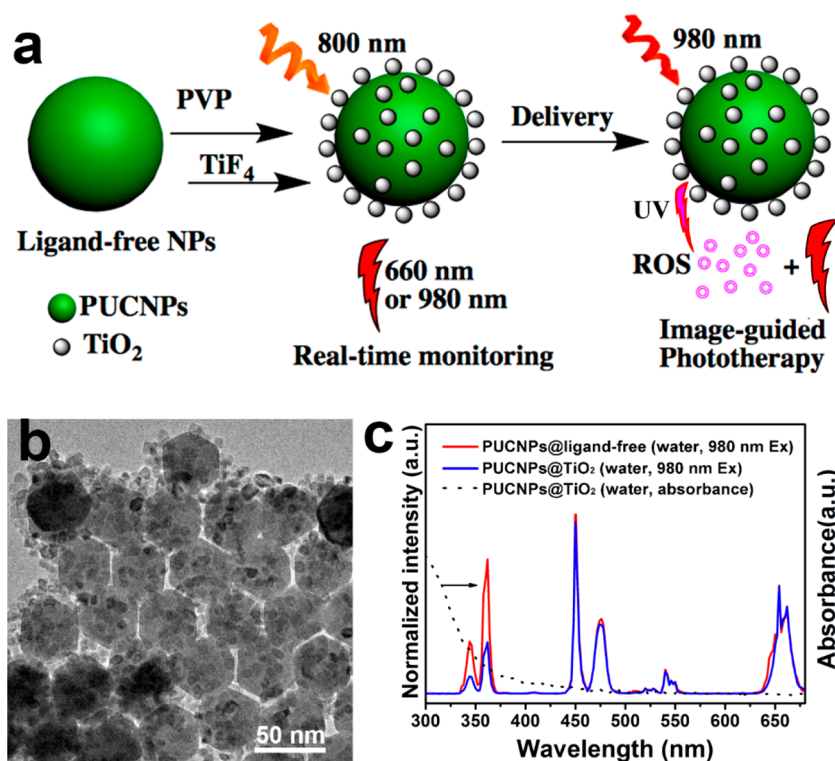 a
800 nm
980 nm
PVP
TiF₄
Delivery
Ligand-free NPs
UV
ROS
+
660 nm
or 980 nm
PUCNPs
TiO₂
Real-time monitoring
Image-guided
Phototherapy
b
50 nm
c
PUCNPs@ligand-free (water, 980 nm Ex)
PUCNPs@TiO₂ (water, 980 nm Ex)
PUCNPs@TiO₂ (water, absorbance)
Normalized intensity (a.u.)
Absorbance(a.u.)
300 350 400 450 500 550 600 650
Wavelength (nm)